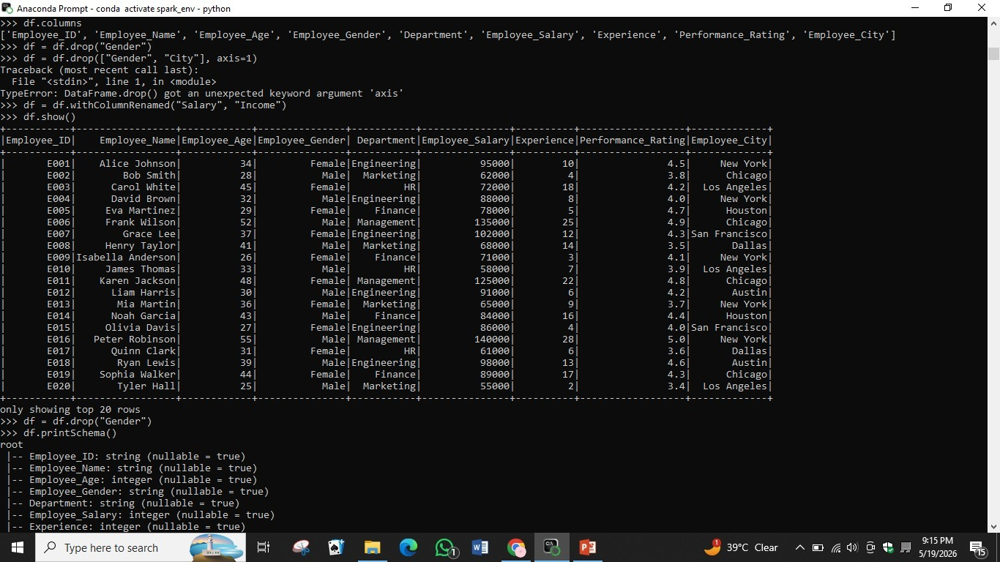 Anaconda Prompt - conda  activate spark_env - python
>>> df.columns
['Employee_ID', 'Employee_Name', 'Employee_Age', 'Employee_Gender', 'Department', 'Employee_Salary', 'Experience', 'Performance_Rating', 'Employee_City']
>>> df = df.drop("Gender")
>>> df = df.drop(["Gender", "City"], axis=1)
Traceback (most recent call last):
  File "<stdin>", line 1, in <module>
TypeError: DataFrame.drop() got an unexpected keyword argument 'axis'
>>> df = df.withColumnRenamed("Salary", "Income")
>>> df.show()
+-----------+-----------------+------------+---------------+-----------+---------------+----------+------------------+-------------+
|Employee_ID|    Employee_Name|Employee_Age|Employee_Gender| Department|Employee_Salary|Experience|Performance_Rating|Employee_City|
+-----------+-----------------+------------+---------------+-----------+---------------+----------+------------------+-------------+
|       E001|    Alice Johnson|          34|         Female|Engineering|          95000|        10|               4.5|     New York|
|       E002|        Bob Smith|          28|           Male|  Marketing|          62000|         4|               3.8|      Chicago|
|       E003|      Carol White|          45|         Female|         HR|          72000|        18|               4.2|  Los Angeles|
|       E004|      David Brown|          32|           Male|Engineering|          88000|         8|               4.0|     New York|
|       E005|     Eva Martinez|          29|         Female|    Finance|          78000|         5|               4.7|      Houston|
|       E006|     Frank Wilson|          52|           Male| Management|         135000|        25|               4.9|      Chicago|
|       E007|        Grace Lee|          37|         Female|Engineering|         102000|        12|               4.3|San Francisco|
|       E008|     Henry Taylor|          41|           Male|  Marketing|          68000|        14|               3.5|       Dallas|
|       E009|Isabella Anderson|          26|         Female|    Finance|          71000|         3|               4.1|     New York|
|       E010|     James Thomas|          33|           Male|         HR|          58000|         7|               3.9|  Los Angeles|
|       E011|    Karen Jackson|          48|         Female| Management|         125000|        22|               4.8|      Chicago|
|       E012|      Liam Harris|          30|           Male|Engineering|          91000|         6|               4.2|       Austin|
|       E013|       Mia Martin|          36|         Female|  Marketing|          65000|         9|               3.7|     New York|
|       E014|      Noah Garcia|          43|           Male|    Finance|          84000|        16|               4.4|      Houston|
|       E015|     Olivia Davis|          27|         Female|Engineering|          86000|         4|               4.0|San Francisco|
|       E016|   Peter Robinson|          55|           Male| Management|         140000|        28|               5.0|     New York|
|       E017|      Quinn Clark|          31|         Female|         HR|          61000|         6|               3.6|       Dallas|
|       E018|       Ryan Lewis|          39|           Male|Engineering|          98000|        13|               4.6|       Austin|
|       E019|    Sophia Walker|          44|         Female|    Finance|          89000|        17|               4.3|      Chicago|
|       E020|       Tyler Hall|          25|           Male|  Marketing|          55000|         2|               3.4|  Los Angeles|
+-----------+-----------------+------------+---------------+-----------+---------------+----------+------------------+-------------+
only showing top 20 rows
>>> df = df.drop("Gender")
>>> df.printSchema()
root
 |-- Employee_ID: string (nullable = true)
 |-- Employee_Name: string (nullable = true)
 |-- Employee_Age: integer (nullable = true)
 |-- Employee_Gender: string (nullable = true)
 |-- Department: string (nullable = true)
 |-- Employee_Salary: integer (nullable = true)
 |-- Experience: integer (nullable = true)
Type here to search
1
1
39°C Clear
9:15 PM
5/19/2026
15